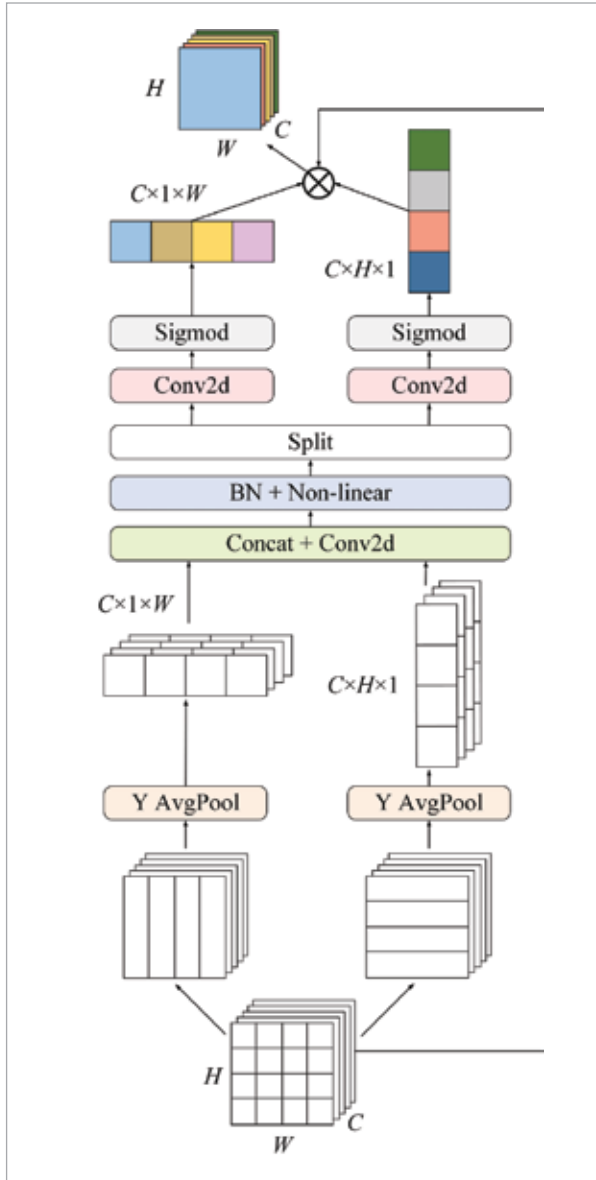 H
C
W
C×1×W
C×H×1
Sigmod
Sigmod
Conv2d
Conv2d
Split
BN + Non-linear
Concat + Conv2d
C×1×W
C×H×1
Y AvgPool
Y AvgPool
H
C
W